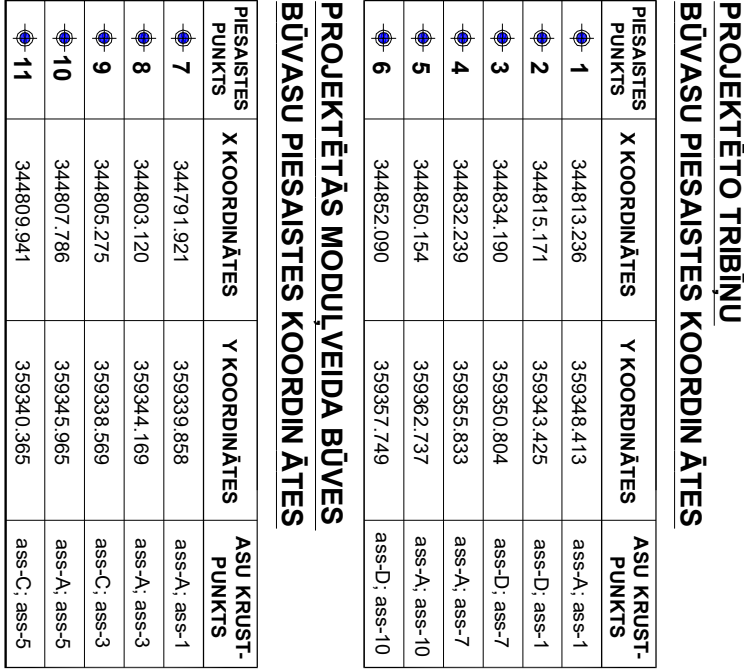 PROJEKTĒTO TRIBĪŅU
BŪVASU PIESAISTES KOORDINĀTES
PIESAISTES PUNKTS X KOORDINĀTES Y KOORDINĀTES ASU KRUST-PUNKTS
1 344813.236 359348.413 ass-A; ass-1
2 344815.171 359343.425 ass-D; ass-1
3 344834.190 359350.804 ass-D; ass-7
4 344832.239 359355.833 ass-A; ass-7
5 344850.154 359362.737 ass-A; ass-10
6 344852.090 359357.749 ass-D; ass-10
PROJEKTĒTĀS MODUĻVEIDA BŪVES
BŪVASU PIESAISTES KOORDINĀTES
PIESAISTES PUNKTS X KOORDINĀTES Y KOORDINĀTES ASU KRUST-PUNKTS
7 344791.921 359339.858 ass-A; ass-1
8 344803.120 359344.169 ass-A; ass-3
9 344805.275 359338.569 ass-C; ass-3
10 344807.786 359345.965 ass-A; ass-5
11 344809.941 359340.365 ass-C; ass-5